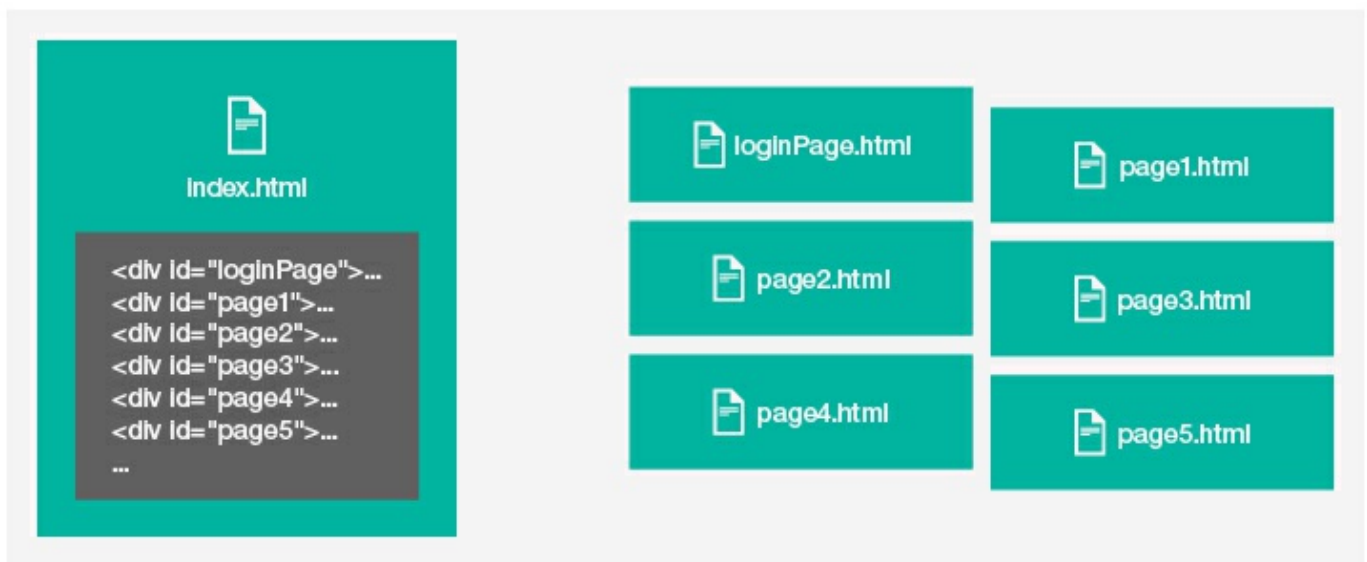 index.html
<div id="loginPage">...
<div id="page1">...
<div id="page2">...
<div id="page3">...
<div id="page4">...
<div id="page5">...
...
loginPage.html
page1.html
page2.html
page3.html
page4.html
page5.html